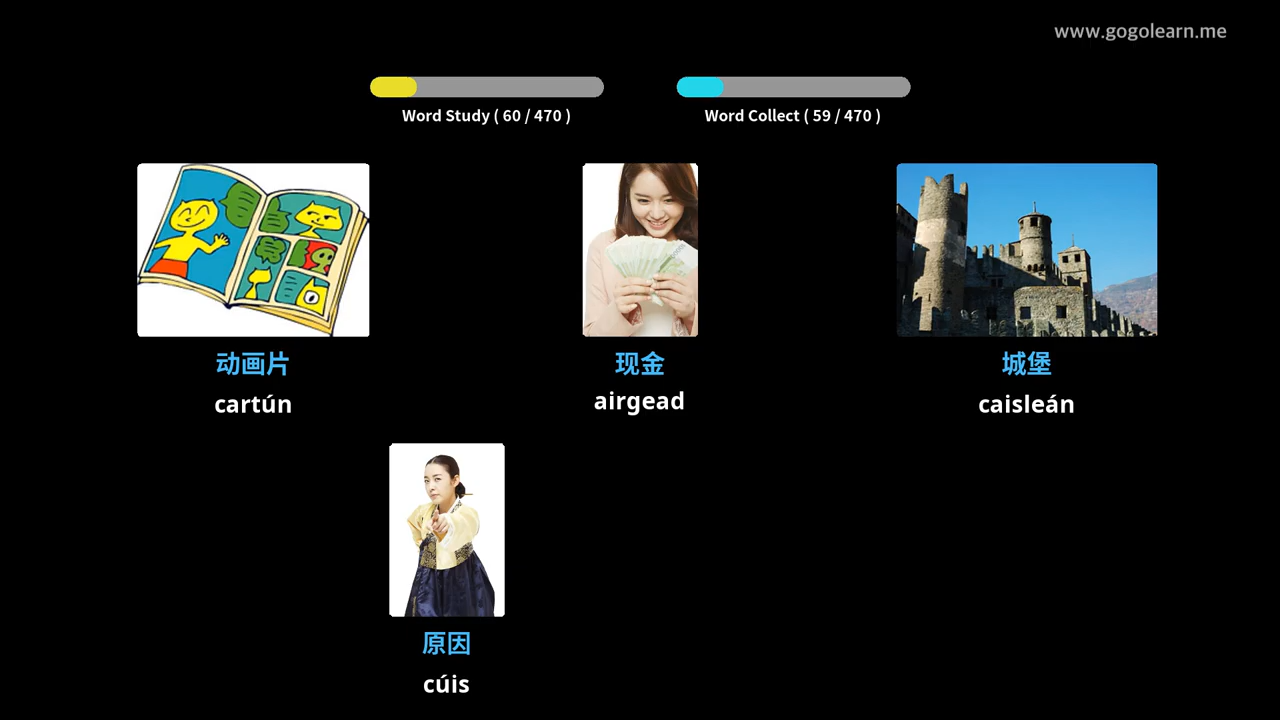 www.gogolearn.me
Word Study ( 60 / 470 )
Word Collect ( 59 / 470 )
动画片
现金
城堡
cartún
airgead
caisleán
原因
cúis